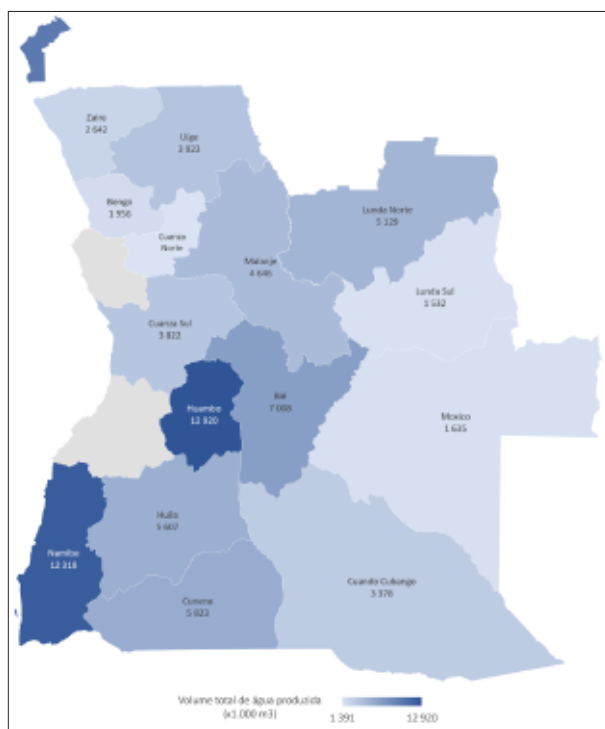 Zaire
2 642
Uíge
3 923
Bengo
1 956
Cuanza
Norte
Lunda Norte
5 129
Malanje
4 646
Lunda Sul
1 532
Cuanza Sul
3 822
Huambo
12 920
Bié
7 008
Moxico
1 635
Namibe
12 318
Huíla
5 607
Cunene
5 823
Cuando Cubango
3 378
Volume total de água produzida
(x1.000 m3)
1 391
12 920